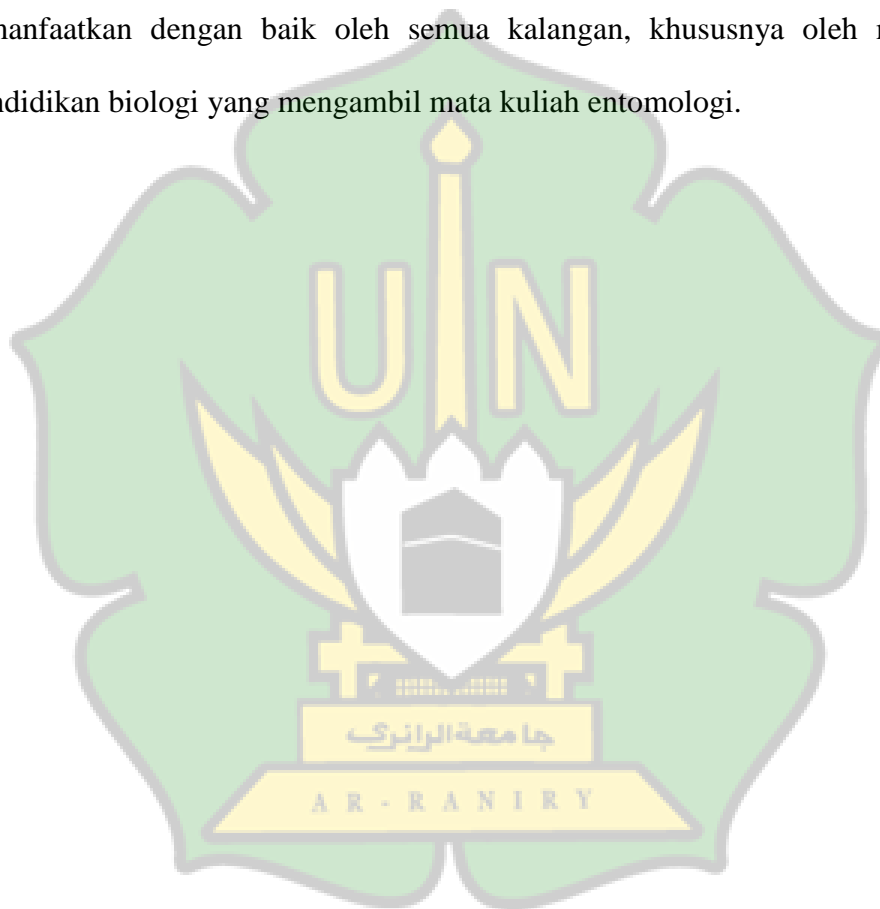 manfaatkan dengan baik oleh semua kalangan, khususnya oleh
ndidikan biologi yang mengambil mata kuliah entomologi.
UIN
جامعة الرانري
AR-RANIRY